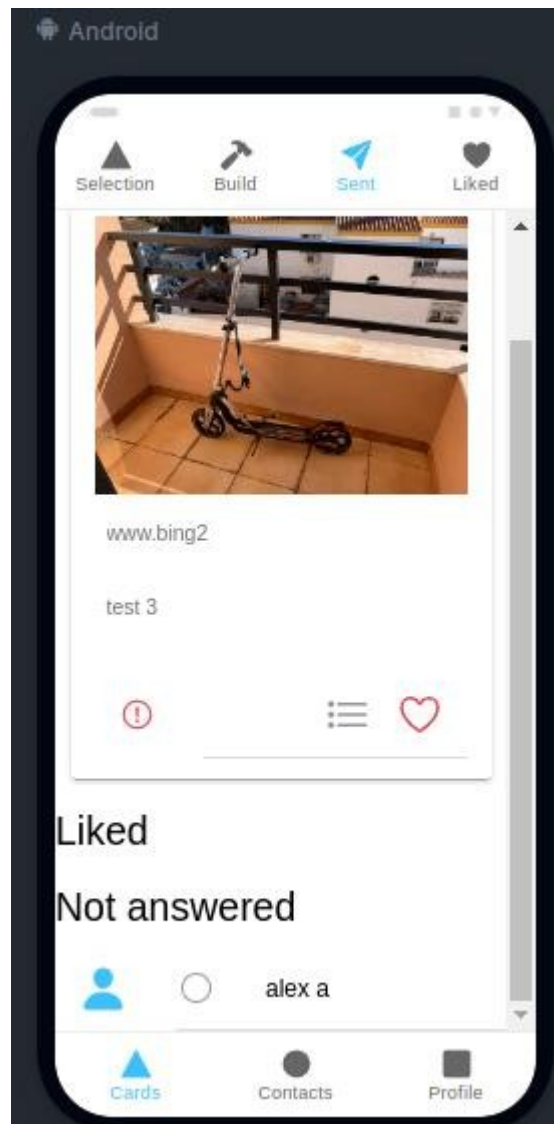 Android
Selection Build Sent Liked
www.bing2
test 3
Liked
Not answered
alex a
Cards Contacts Profile